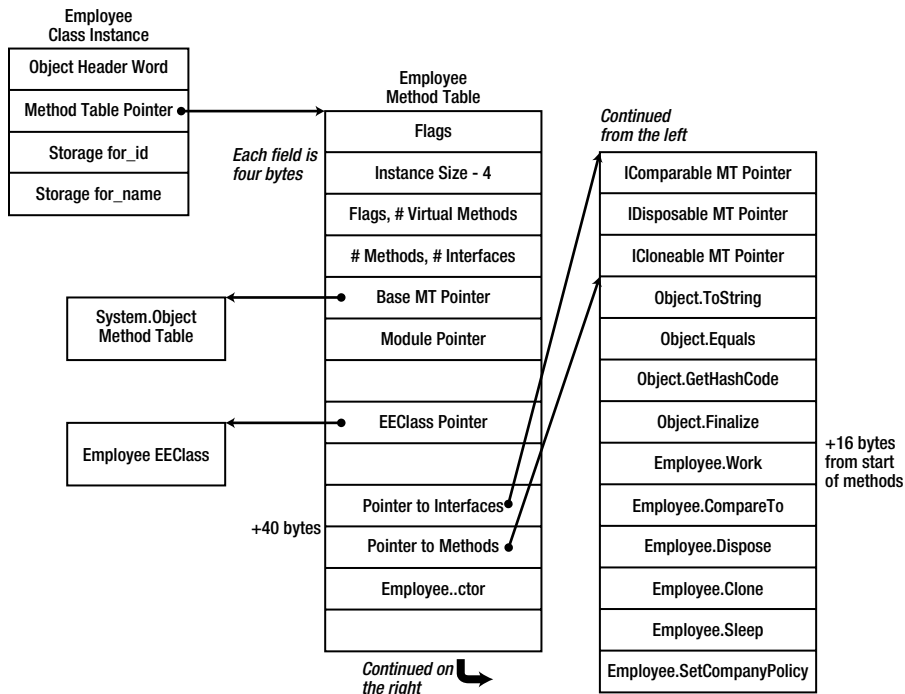 Employee
Class Instance
Object Header Word
Method Table Pointer
Storage for_id
Storage for_name
Each field is
four bytes
Employee
Method Table
Flags
Instance Size - 4
Flags, # Virtual Methods
# Methods, # Interfaces
Base MT Pointer
Module Pointer
EEClass Pointer
Pointer to Interfaces
+40 bytes
Pointer to Methods
Employee..ctor
System.Object
Method Table
Employee EEClass
Continued on
the right
Continued
from the left
IComparable MT Pointer
IDisposable MT Pointer
ICloneable MT Pointer
Object.ToString
Object.Equals
Object.GetHashCode
Object.Finalize
Employee.Work
Employee.CompareTo
Employee.Dispose
Employee.Clone
Employee.Sleep
Employee.SetCompanyPolicy
+16 bytes
from start
of methods